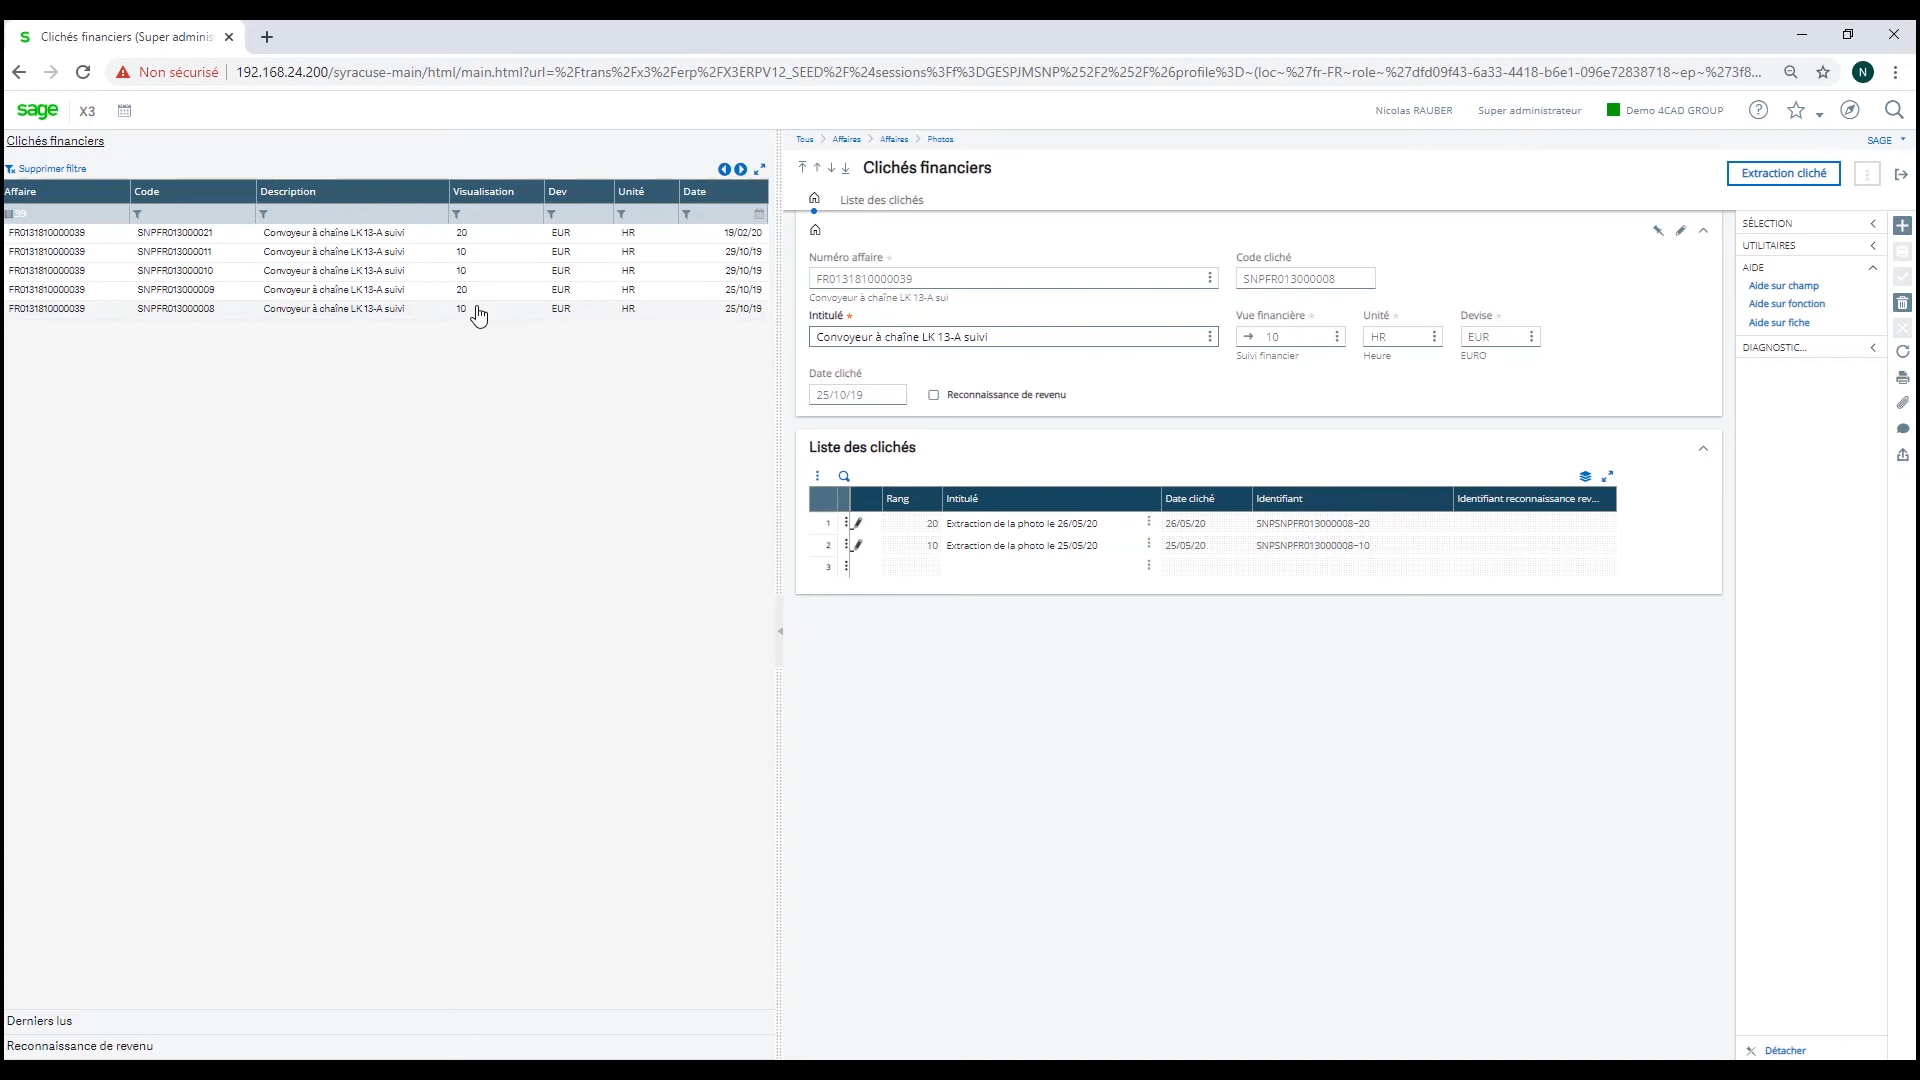 S Clichés financiers (Super adminis
Non sécurisé 192.168.24.200/syracuse-main/html/main.html?url=%2Ftrans%2Fx3%2Ferp%2FX3ERPV12_SEED%2F%24sessions%3Ff%3DGESPJMSNP%252F2%252F%26profile%3D~(loc~%27fr-FR~role~%27dfd09f43-6a33-4418-b6e1-096e72838718~ep~%273f8... N
sage X3 Nicolas RAUBER Super administrateur Demo 4CAD GROUP
Clichés financiers
Tous Affaires Affaires Photos SAGE
Supprimer filtre
Clichés financiers
Extraction cliché
Liste des clichés
Affaire Code Description Visualisation Dev Unité Date
39
FR0131810000039 SNPFR013000021 Convoyeur à chaîne LK 13-A suivi 20 EUR HR 19/02/20
FR0131810000039 SNPFR013000011 Convoyeur à chaîne LK 13-A suivi 10 EUR HR 29/10/19
FR0131810000039 SNPFR013000010 Convoyeur à chaîne LK 13-A suivi 10 EUR HR 29/10/19
FR0131810000039 SNPFR013000009 Convoyeur à chaîne LK 13-A suivi 20 EUR HR 25/10/19
FR0131810000039 SNPFR013000008 Convoyeur à chaîne LK 13-A suivi 10 EUR HR 25/10/19
Derniers lus
Reconnaissance de revenu
Numéro affaire Code cliché
FR0131810000039 SNPFR013000008
Convoyeur à chaîne LK 13-A sui
Intitulé * Vue financière Unité Devise
Convoyeur à chaîne LK 13-A suivi 10 HR EUR
Suivi financier Heure EURO
Date cliché
25/10/19 Reconnaissance de revenu
Liste des clichés
Rang Intitulé Date cliché Identifiant Identifiant reconnaissance rev...
1 20 Extraction de la photo le 26/05/20 26/05/20 SNPSNPFR013000008~20
2 10 Extraction de la photo le 25/05/20 25/05/20 SNPSNPFR013000008~10
3
SÉLECTION
UTILITAIRES
AIDE
Aide sur champ
Aide sur fonction
Aide sur fiche
DIAGNOSTIC...
Détacher